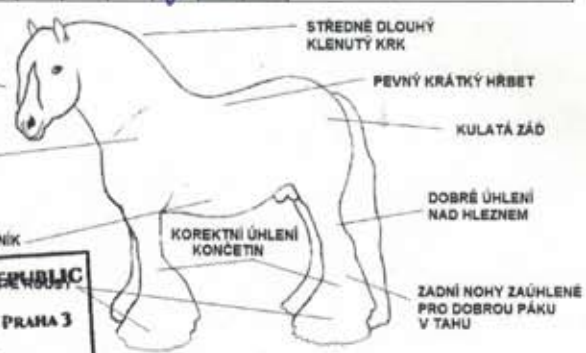 STŘEDNĚ DLOUHÝ
KLENUTÝ KRK
PEVNÝ KRÁTKÝ HŘBET
KULATÁ ZÁĎ
DOBRÉ ÚHLENÍ
NAD HLEZNEM
NÍK
KOREKTNÍ ÚHLENÍ
KONČETIN
REPUBLIC
PRAHA 3
ZADNÍ NOHY ZAÚHLENÉ
PRO DOBROU PÁKU
V TAHU